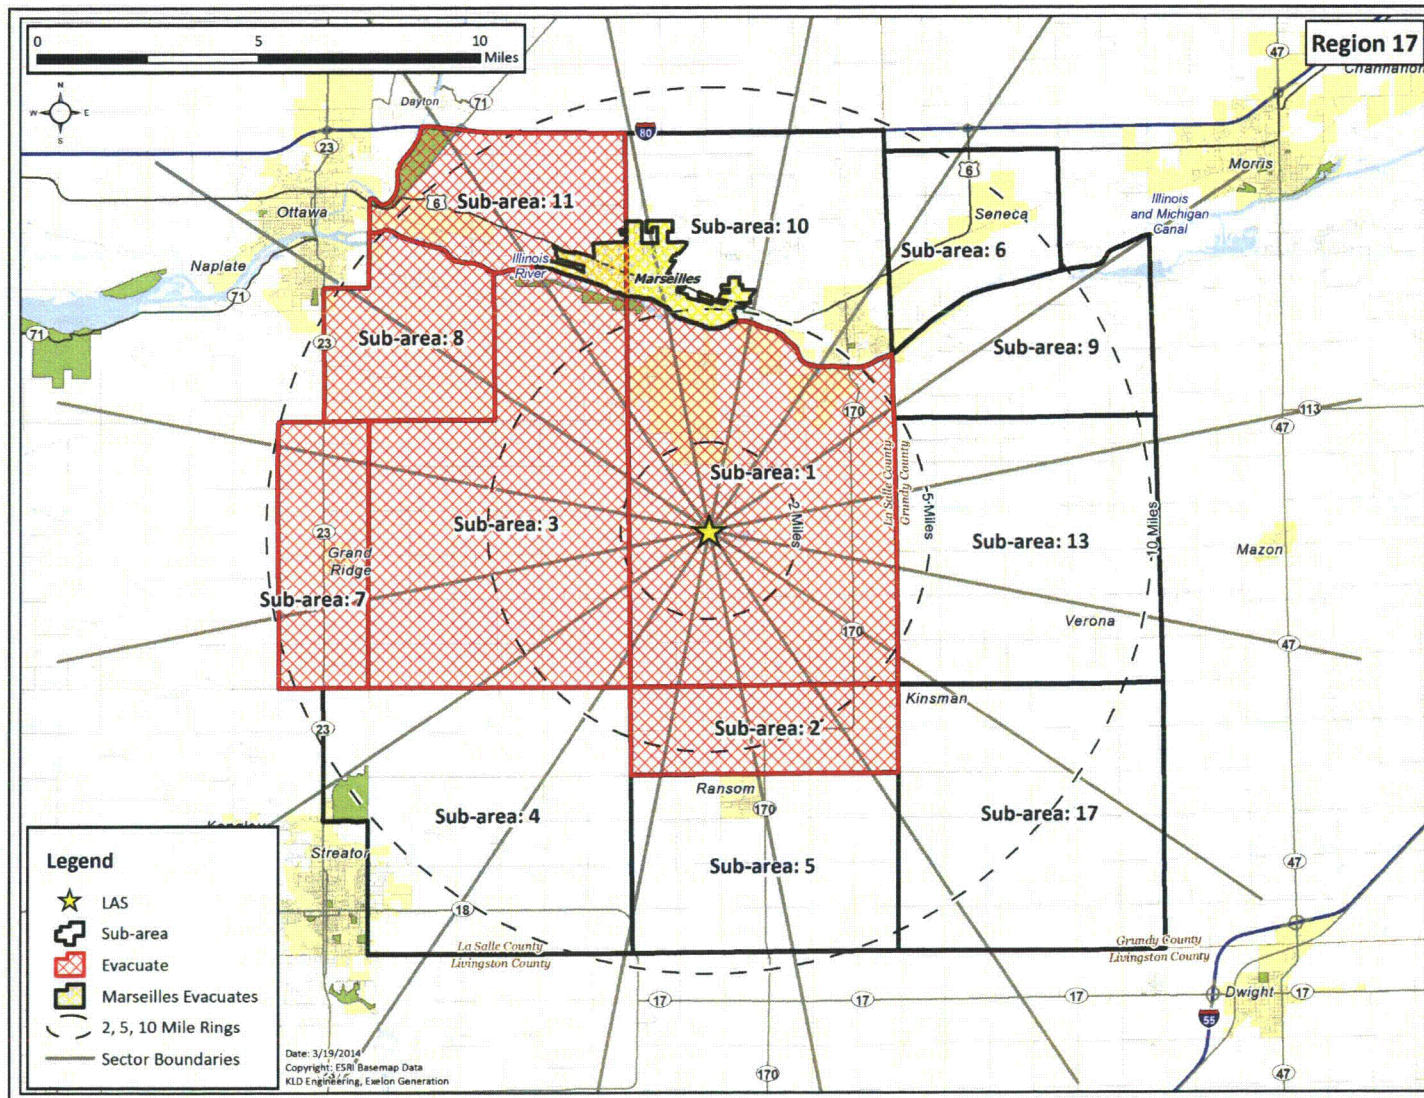 0 5 10
Miles
Region 17
47
Channahon
N
W E
S
Dayton
71
80
23
6
Morris
Sub-area: 11
6
Ottawa
Seneca
Illinois
and Michigan
Canal
Sub-area: 10
Sub-area: 6
Illinois
River
Marseilles
Naplate
71
71
23
Sub-area: 8
Sub-area: 9
170
113
47
La Salle County
Grundy County
Sub-area: 1
5 Miles
2 Miles
10 Miles
23
Sub-area: 3
Sub-area: 13
Grand
Ridge
Mazon
Sub-area: 7
170
Verona
47
Kinsman
23
Sub-area: 2
Ransom
170
Sub-area: 4
Sub-area: 17
Streator
Sub-area: 5
47
18
La Salle County
Livingston County
Grundy County
Livingston County
17
17
17
Dwight
17
55
170
47
Legend
LAS
Sub-area
Evacuate
Marseilles Evacuates
2, 5, 10 Mile Rings
Sector Boundaries
Date: 3/19/2014
Copyright: ESRI Basemap Data
KLD Engineering, Exelon Generation